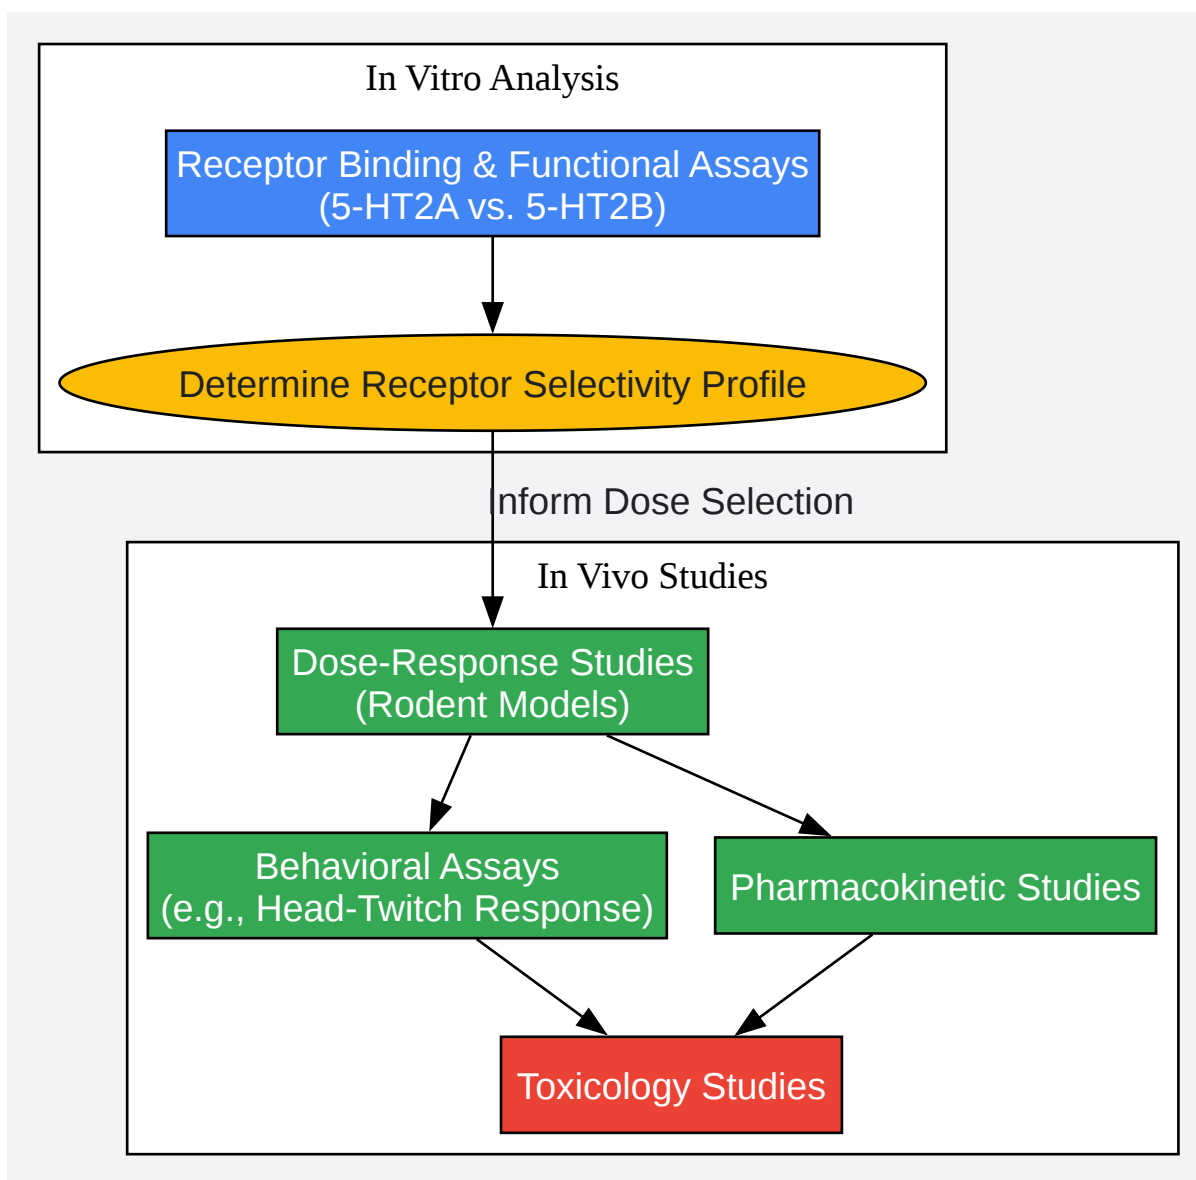 In Vitro Analysis
Receptor Binding & Functional Assays
(5-HT2A vs. 5-HT2B)
Determine Receptor Selectivity Profile
Inform Dose Selection
In Vivo Studies
Dose-Response Studies
(Rodent Models)
Behavioral Assays
(e.g., Head-Twitch Response)
Pharmacokinetic Studies
Toxicology Studies